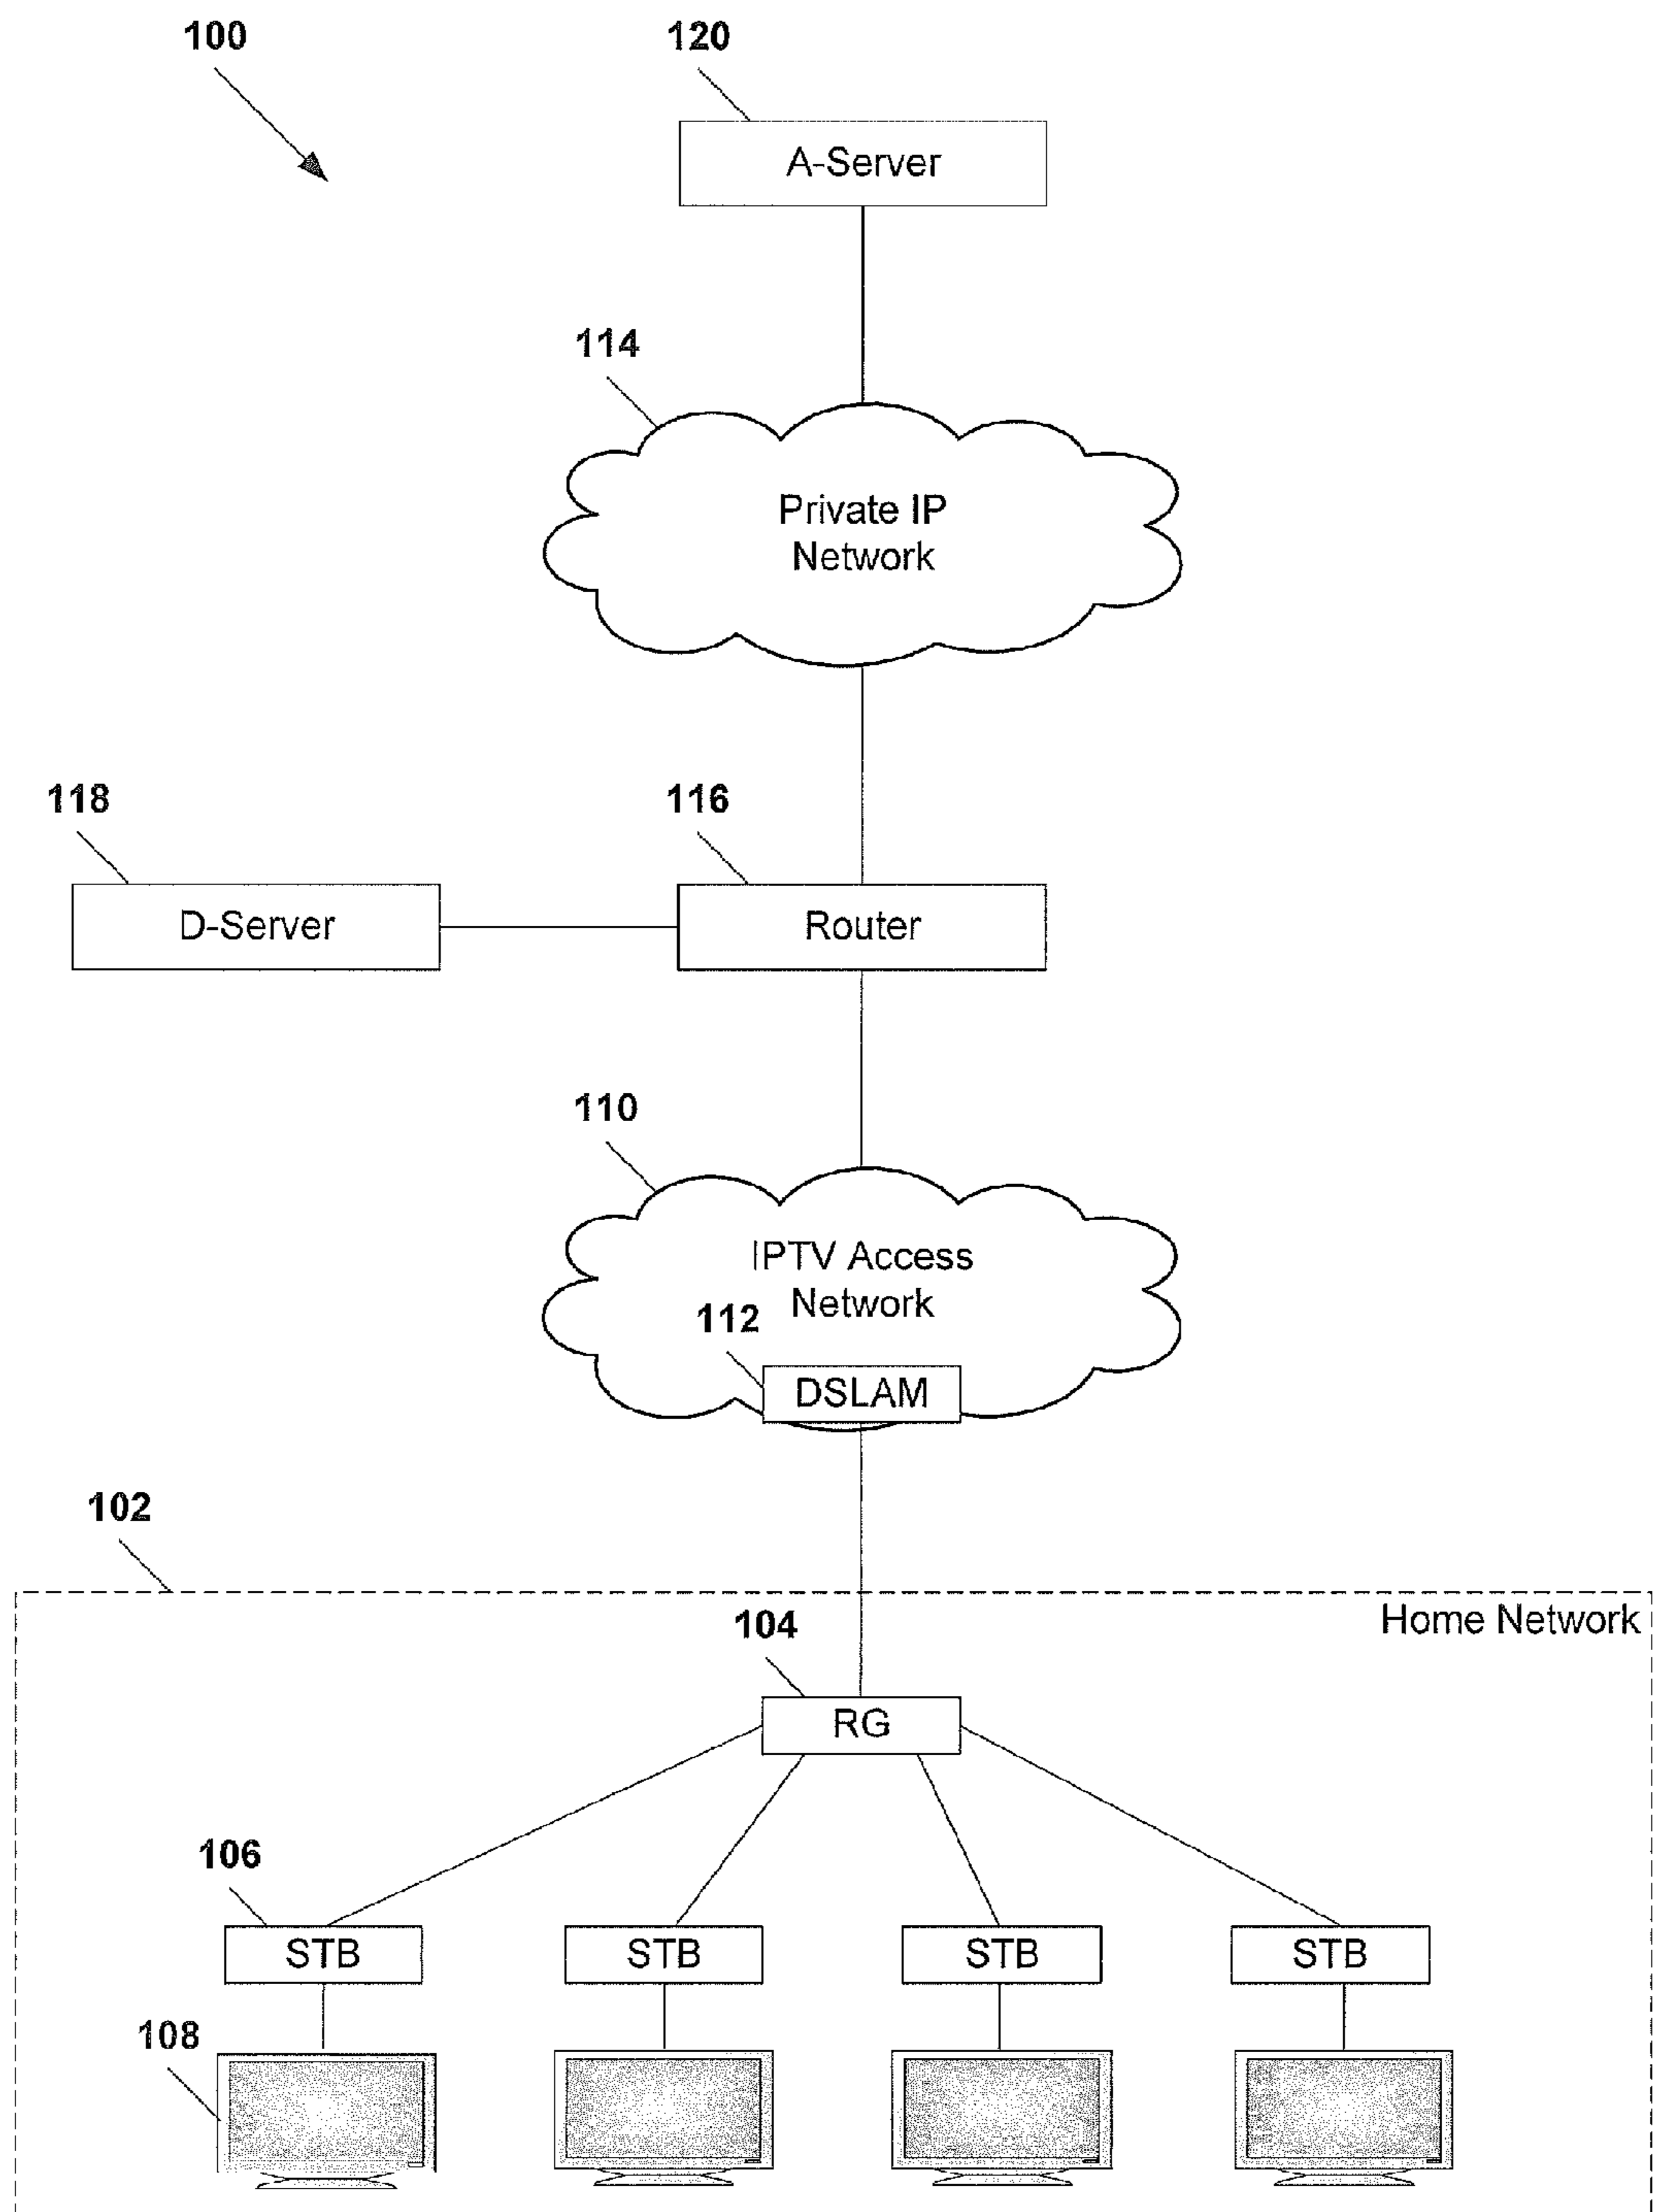 100
120
A-Server
114
Private IP
Network
118
116
D-Server
Router
110
IPTV Access
Network
112
DSLAM
102
Home Network
104
RG
106
STB
STB
STB
STB
108